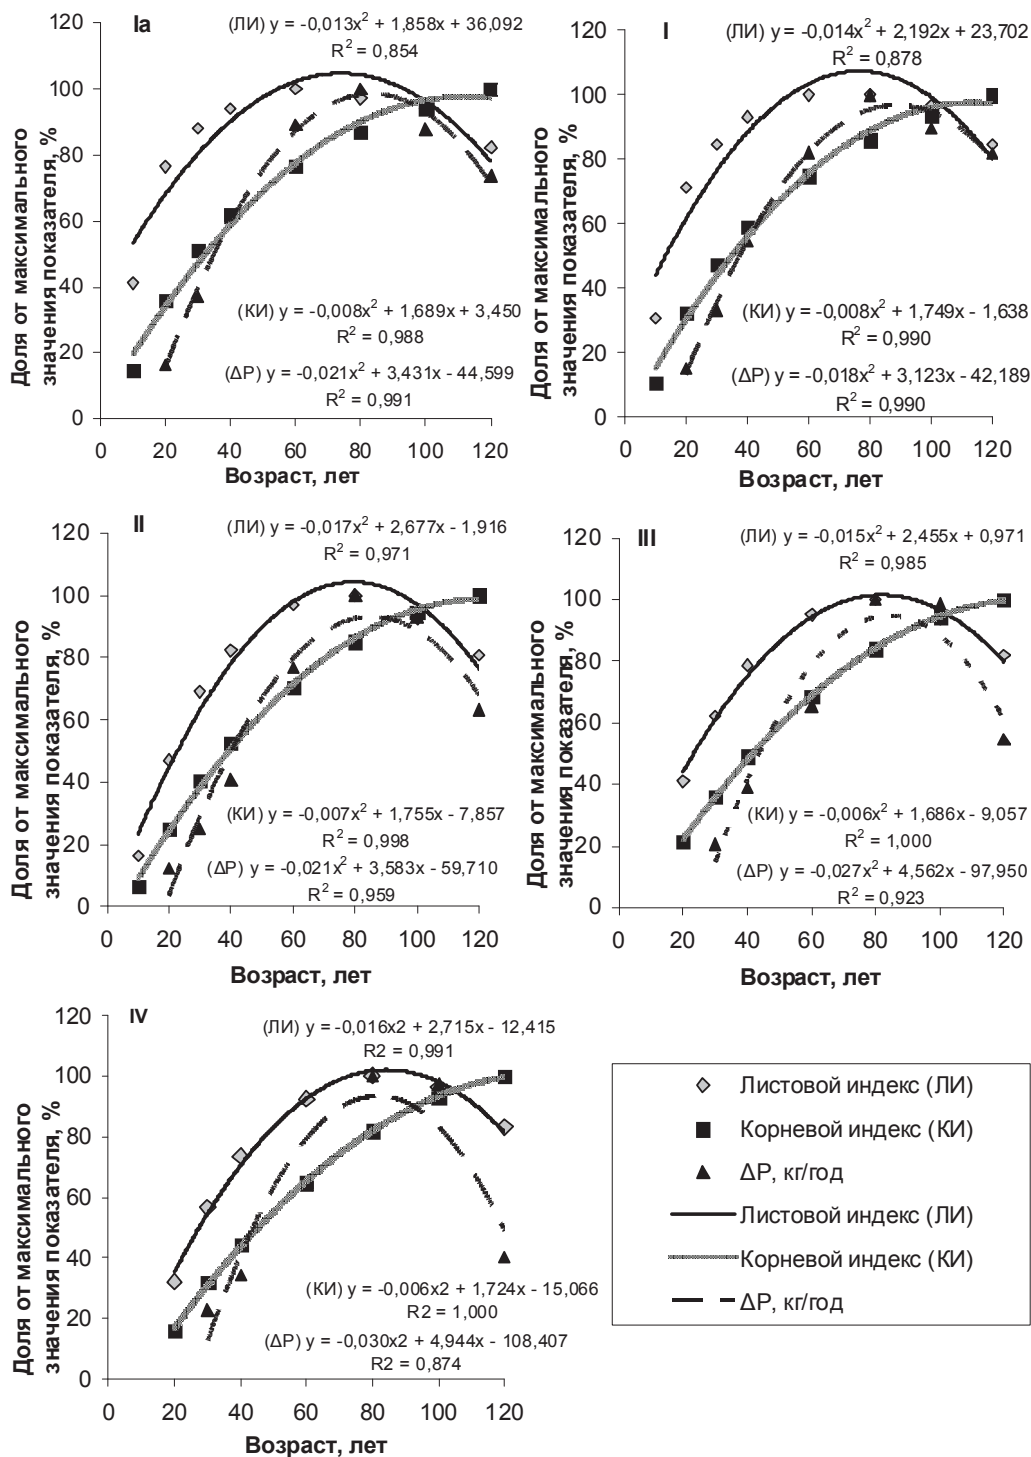 Ia
(ЛИ) y = -0,013x² + 1,858x + 36,092
R² = 0,854
Доля от максимального
значения показателя, %
120
100
80
60
40
20
0
(КИ) y = -0,008x² + 1,689x + 3,450
R² = 0,988
(ΔP) y = -0,021x² + 3,431x - 44,599
R² = 0,991
0 20 40 60 80 100 120
Возраст, лет
I
(ЛИ) y = -0,014x² + 2,192x + 23,702
R² = 0,878
Доля от максимального
значения показателя, %
120
100
80
60
40
20
0
(КИ) y = -0,008x² + 1,749x - 1,638
R² = 0,990
(ΔP) y = -0,018x² + 3,123x - 42,189
R² = 0,990
0 20 40 60 80 100 120
Возраст, лет
II
(ЛИ) y = -0,017x² + 2,677x - 1,916
R² = 0,971
Доля от максимального
значения показателя, %
120
100
80
60
40
20
0
(КИ) y = -0,007x² + 1,755x - 7,857
R² = 0,998
(ΔP) y = -0,021x² + 3,583x - 59,710
R² = 0,959
0 20 40 60 80 100 120
Возраст, лет
III
(ЛИ) y = -0,015x² + 2,455x + 0,971
R² = 0,985
Доля от максимального
значения показателя, %
120
100
80
60
40
20
0
(КИ) y = -0,006x² + 1,686x - 9,057
R² = 1,000
(ΔP) y = -0,027x² + 4,562x - 97,950
R² = 0,923
0 20 40 60 80 100 120
Возраст, лет
IV
(ЛИ) y = -0,016x2 + 2,715x - 12,415
R2 = 0,991
Доля от максимального
значения показателя, %
120
100
80
60
40
20
0
(КИ) y = -0,006x2 + 1,724x - 15,066
R2 = 1,000
(ΔP) y = -0,030x2 + 4,944x - 108,407
R2 = 0,874
0 20 40 60 80 100 120
Возраст, лет
Листовой индекс (ЛИ)
Корневой индекс (КИ)
ΔP, кг/год
Листовой индекс (ЛИ)
Корневой индекс (КИ)
ΔP, кг/год